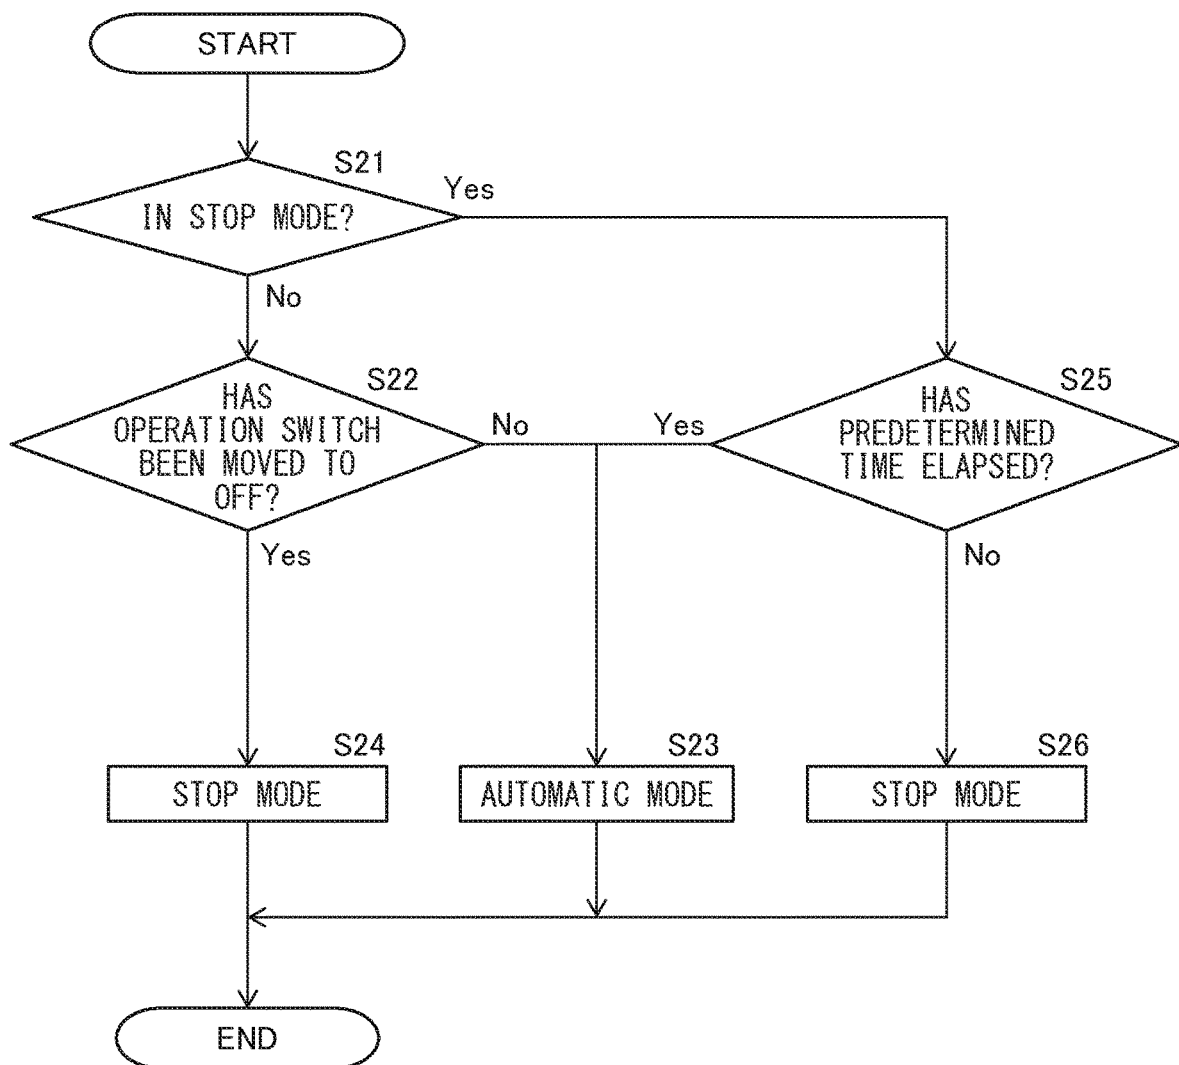 START
S21
Yes
IN STOP MODE?
No
S22
HAS
OPERATION SWITCH
BEEN MOVED TO
OFF?
No
Yes
S25
HAS
PREDETERMINED
TIME ELAPSED?
Yes
No
S24
STOP MODE
S23
AUTOMATIC MODE
S26
STOP MODE
END